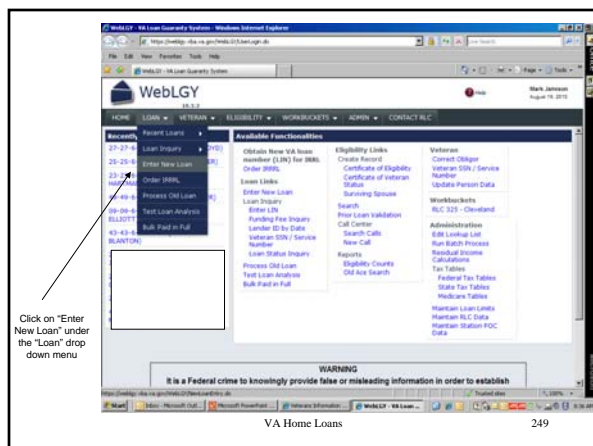 WebLGY - VA Loan Guaranty System - Windows Internet Explorer
File Edit View Favorites Tools Help
WebLGY - VA Loan Guaranty System
WebLGY
Help
Mark Jamison
August 19, 2010
HOME LOAN VETERAN ELIGIBILITY WORKBUCKETS ADMIN CONTACT RLC
Recent Loans
Loan Inquiry
Enter New Loan
Order IRRRL
Process Old Loan
Test Loan Analysis
Bulk Paid in Full
Available Functionalities
Obtain New VA loan
number (LIN) for IRRL
Order IRRRL
Loan Links
Enter New Loan
Loan Inquiry
Enter LIN
Funding Fee Inquiry
Lender ID by Date
Veteran SSN / Service
Number
Loan Status Inquiry
Process Old Loan
Test Loan Analysis
Bulk Paid in Full
Eligibility Links
Create Record
Certificate of Eligibility
Certificate of Veteran
Status
Surviving Spouse
Search
Prior Loan Validation
Call Center
Search Calls
New Call
Reports
Eligibility Counts
Old Ace Search
Veteran
Correct Obligor
Veteran SSN / Service
Number
Update Person Data
Workbuckets
RLC 325 - Cleveland
Administration
Edit Lookup List
Run Batch Process
Residual Income
Calculations
Tax Tables
Federal Tax Tables
State Tax Tables
Medicare Tables
Maintain Loan Limits
Maintain RLC Data
Maintain Station POC
Data
WARNING
It is a Federal crime to knowingly provide false or misleading information in order to establish
Click on "Enter
New Loan" under
the "Loan" drop
down menu
VA Home Loans
249